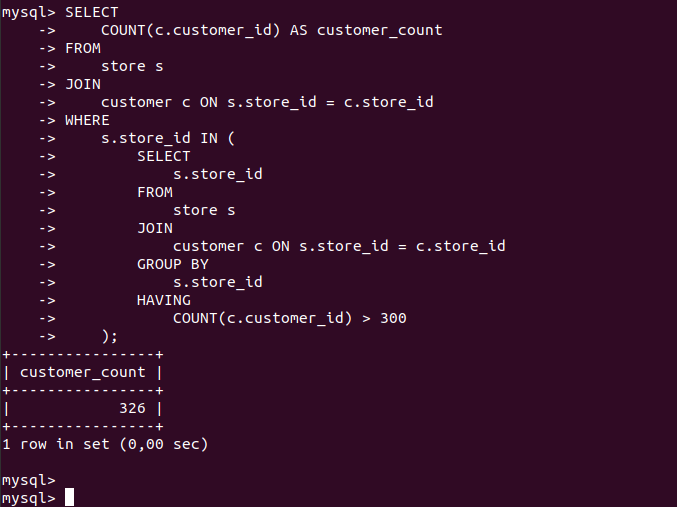 mysql> SELECT
    ->     COUNT(c.customer_id) AS customer_count
    -> FROM
    ->     store s
    -> JOIN
    ->     customer c ON s.store_id = c.store_id
    -> WHERE
    ->     s.store_id IN (
    ->         SELECT
    ->             s.store_id
    ->         FROM
    ->             store s
    ->         JOIN
    ->             customer c ON s.store_id = c.store_id
    ->         GROUP BY
    ->             s.store_id
    ->         HAVING
    ->             COUNT(c.customer_id) > 300
    ->     );
+----------------+
| customer_count |
+----------------+
|            326 |
+----------------+
1 row in set (0,00 sec)

mysql>
mysql>